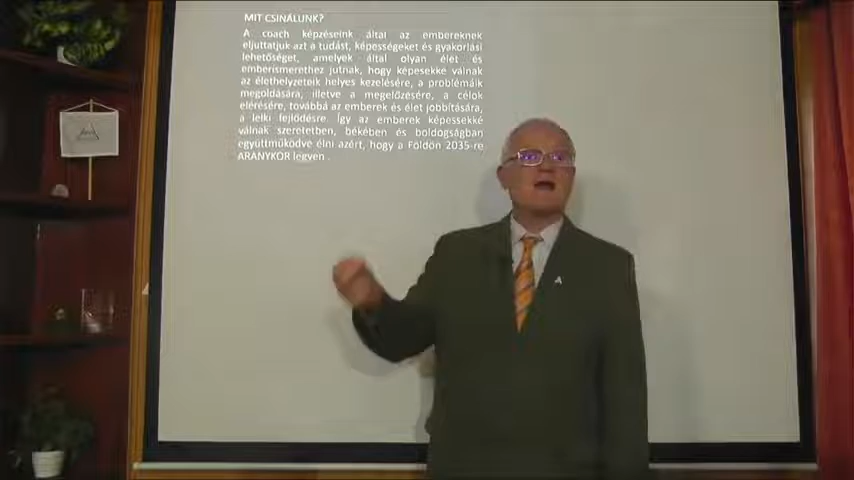 MIT CSINÁLUNK?
A coach képzéseink által az embereknek
eljuttatjuk azt a tudást, képességeket és gyakorlási
lehetőséget, amelyek által olyan élet és
emberismerethez jutnak, hogy képesekké válnak
az élethelyzeteik helyes kezelésére, a problémáik
megoldására, illetve a megelőzésére, a célok
elérésére, továbbá az emberek és élet jobbítására,
a lelki fejlődésre. Így az emberek képessekké
válnak szeretetben, békében és boldogságban
együttműködve élni azért, hogy a Földön 2035-re
ARANYKOR legyen .